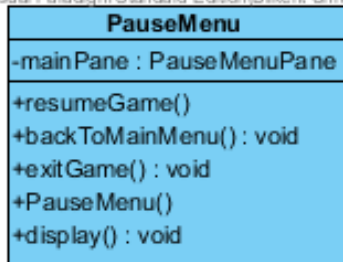 PauseMenu
-mainPane : PauseMenuPane
+resumeGame()
+backToMainMenu() : void
+exitGame() : void
+PauseMenu()
+display() : void